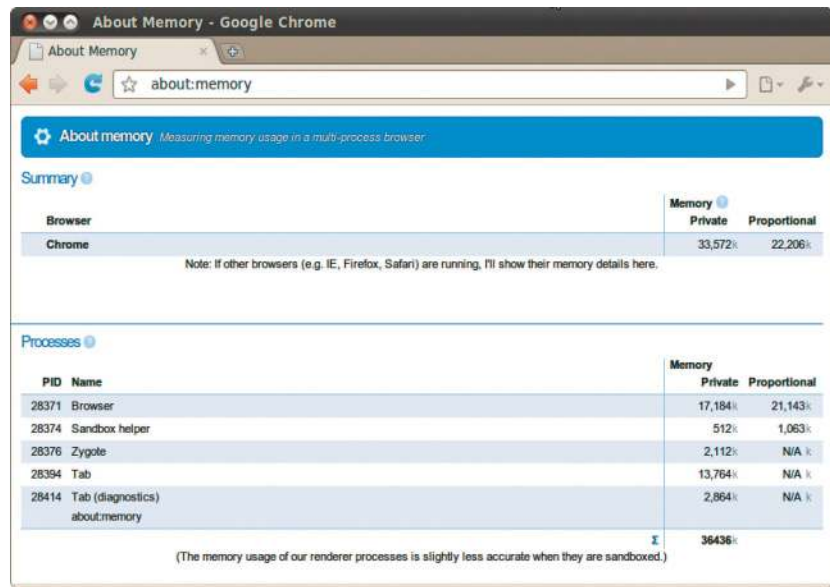 About Memory - Google Chrome
About Memory
about:memory
About memory Measuring memory usage in a multi-process browser
Summary
Memory
Browser Private Proportional
Chrome 33,572k 22,206k
Note: If other browsers (e.g. IE, Firefox, Safari) are running, I'll show their memory details here.
Processes
Memory
PID Name Private Proportional
28371 Browser 17,184k 21,143k
28374 Sandbox helper 512k 1,063k
28376 Zygote 2,112k N/A k
28394 Tab 13,764k N/A k
28414 Tab (diagnostics) 2,864k N/A k
about:memory
Σ 36436k
(The memory usage of our renderer processes is slightly less accurate when they are sandboxed.)